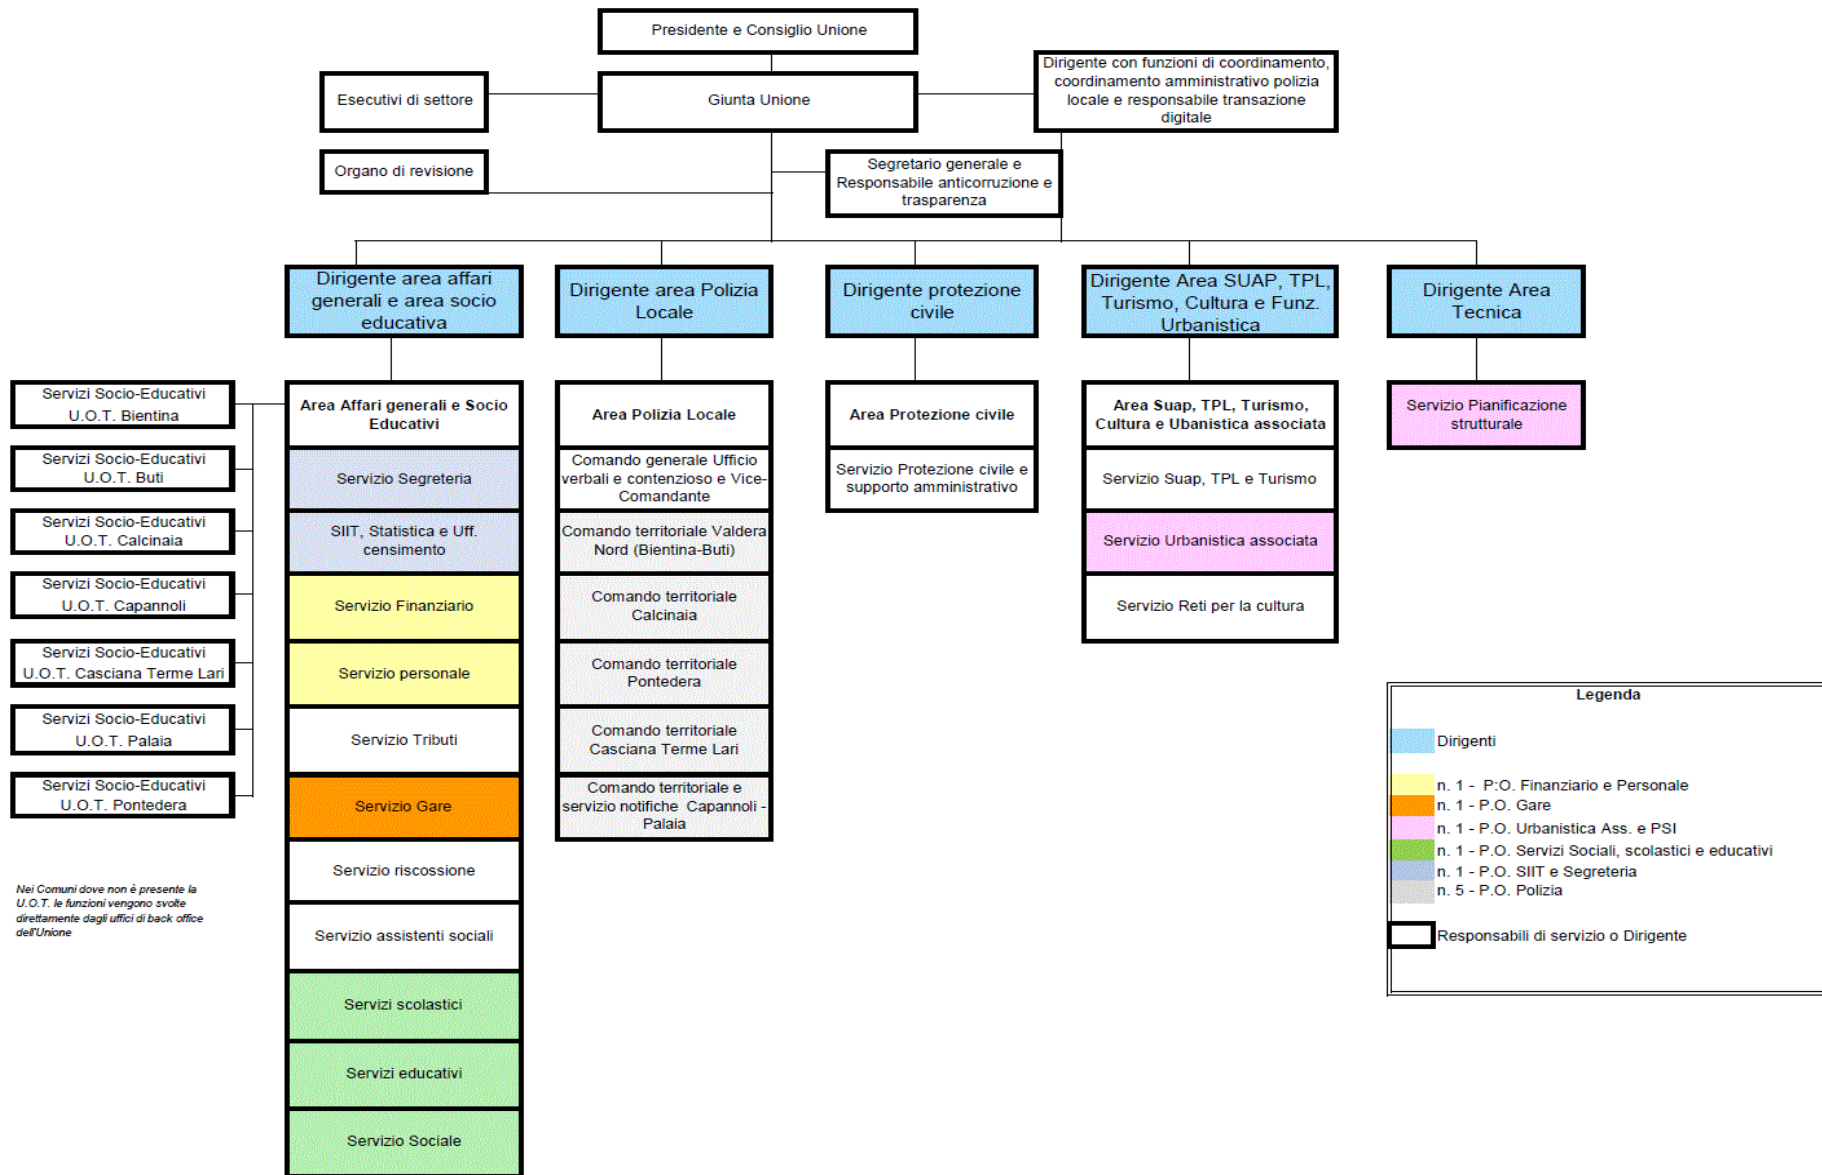 Presidente e Consiglio Unione
Esecutivi di settore
Giunta Unione
Dirigente con funzioni di coordinamento,
coordinamento amministrativo polizia
locale e responsabile transazione
digitale
Organo di revisione
Segretario generale e
Responsabile anticorruzione e
trasparenza
Dirigente area affari
generali e area socio
educativa
Dirigente area Polizia
Locale
Dirigente protezione
civile
Dirigente Area SUAP, TPL,
Turismo, Cultura e Funz.
Urbanistica
Dirigente Area
Tecnica
Servizi Socio-Educativi
U.O.T. Bientina
Servizi Socio-Educativi
U.O.T. Buti
Servizi Socio-Educativi
U.O.T. Calcinaia
Servizi Socio-Educativi
U.O.T. Capannoli
Servizi Socio-Educativi
U.O.T. Casciana Terme Lari
Servizi Socio-Educativi
U.O.T. Palaia
Servizi Socio-Educativi
U.O.T. Pontedera
Nei Comuni dove non è presente la
U.O.T. le funzioni vengono svolte
direttamente dagli uffici di back office
dell'Unione
Area Affari generali e Socio
Educativi
Servizio Segreteria
SIIT, Statistica e Uff.
censimento
Servizio Finanziario
Servizio personale
Servizio Tributi
Servizio Gare
Servizio riscossione
Servizio assistenti sociali
Servizi scolastici
Servizi educativi
Servizio Sociale
Area Polizia Locale
Comando generale Ufficio
verbali e contenzioso e Vice-
Comandante
Comando territoriale Valdera
Nord (Bientina-Buti)
Comando territoriale
Calcinaia
Comando territoriale
Pontedera
Comando territoriale
Casciana Terme Lari
Comando territoriale e
servizio notifiche Capannoli -
Palaia
Area Protezione civile
Servizio Protezione civile e
supporto amministrativo
Area Suap, TPL, Turismo,
Cultura e Ubanistica associata
Servizio Suap, TPL e Turismo
Servizio Urbanistica associata
Servizio Reti per la cultura
Servizio Pianificazione
strutturale
Legenda
Dirigenti
n. 1 - P:O. Finanziario e Personale
n. 1 - P.O. Gare
n. 1 - P.O. Urbanistica Ass. e PSI
n. 1 - P.O. Servizi Sociali, scolastici e educativi
n. 1 - P.O. SIIT e Segreteria
n. 5 - P.O. Polizia
Responsabili di servizio o Dirigente